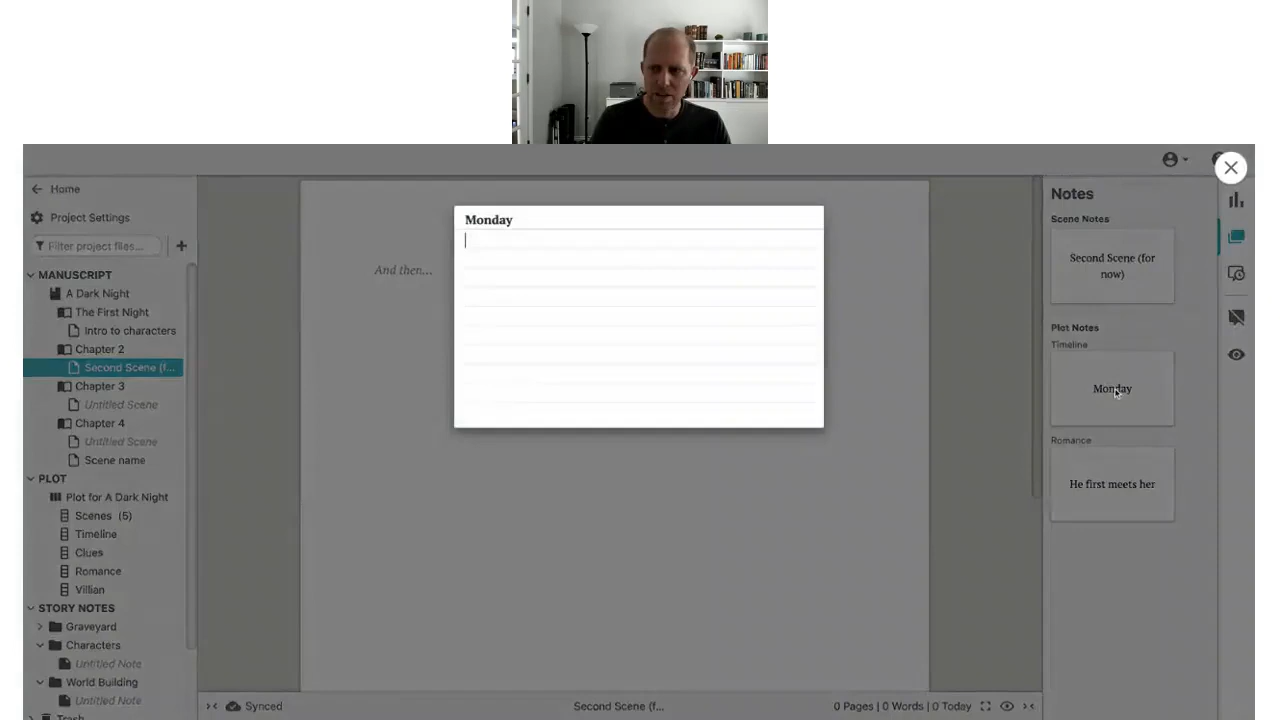 Home
Project Settings
Filter project files...
MANUSCRIPT
A Dark Night
The First Night
Intro to characters
Chapter 2
Second Scene (f...
Chapter 3
Untitled Scene
Chapter 4
Untitled Scene
Scene name
PLOT
Plot for A Dark Night
Scenes (5)
Timeline
Clues
Romance
Villian
STORY NOTES
Graveyard
Characters
Untitled Note
World Building
Untitled Note
Trash
And then...
Monday
Notes
Scene Notes
Second Scene (for
now)
Plot Notes
Timeline
Monday
Romance
He first meets her
Synced
Second Scene (f...
0 Pages | 0 Words | 0 Today